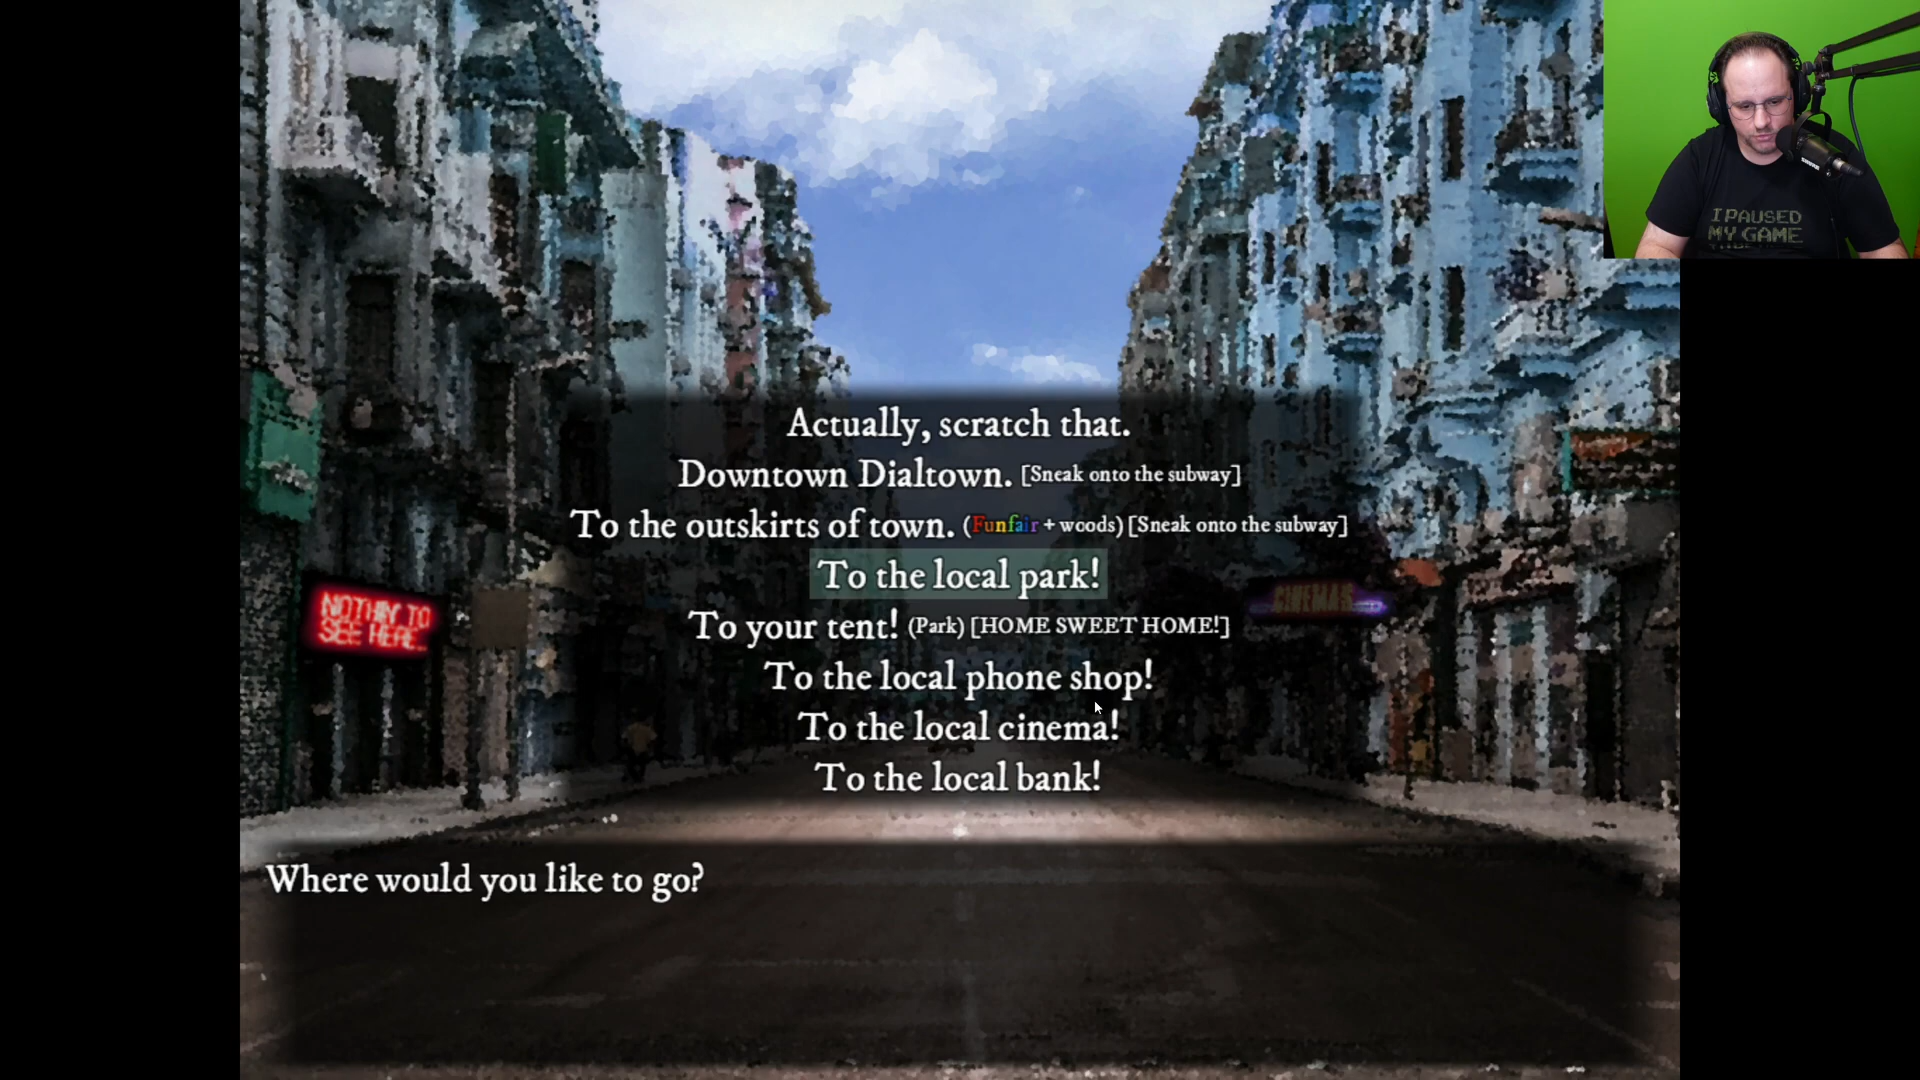 Actually, scratch that.
Downtown Dialtown. [Sneak onto the subway]
To the outskirts of town. (Funfair + woods) [Sneak onto the subway]
To the local park!
To your tent! (Park) [HOME SWEET HOME!]
To the local phone shop!
To the local cinema!
To the local bank!
Where would you like to go?
NOTHIN' TO
SEE HERE...
CINEMAH
I PAUSED
MY GAME
SHURE